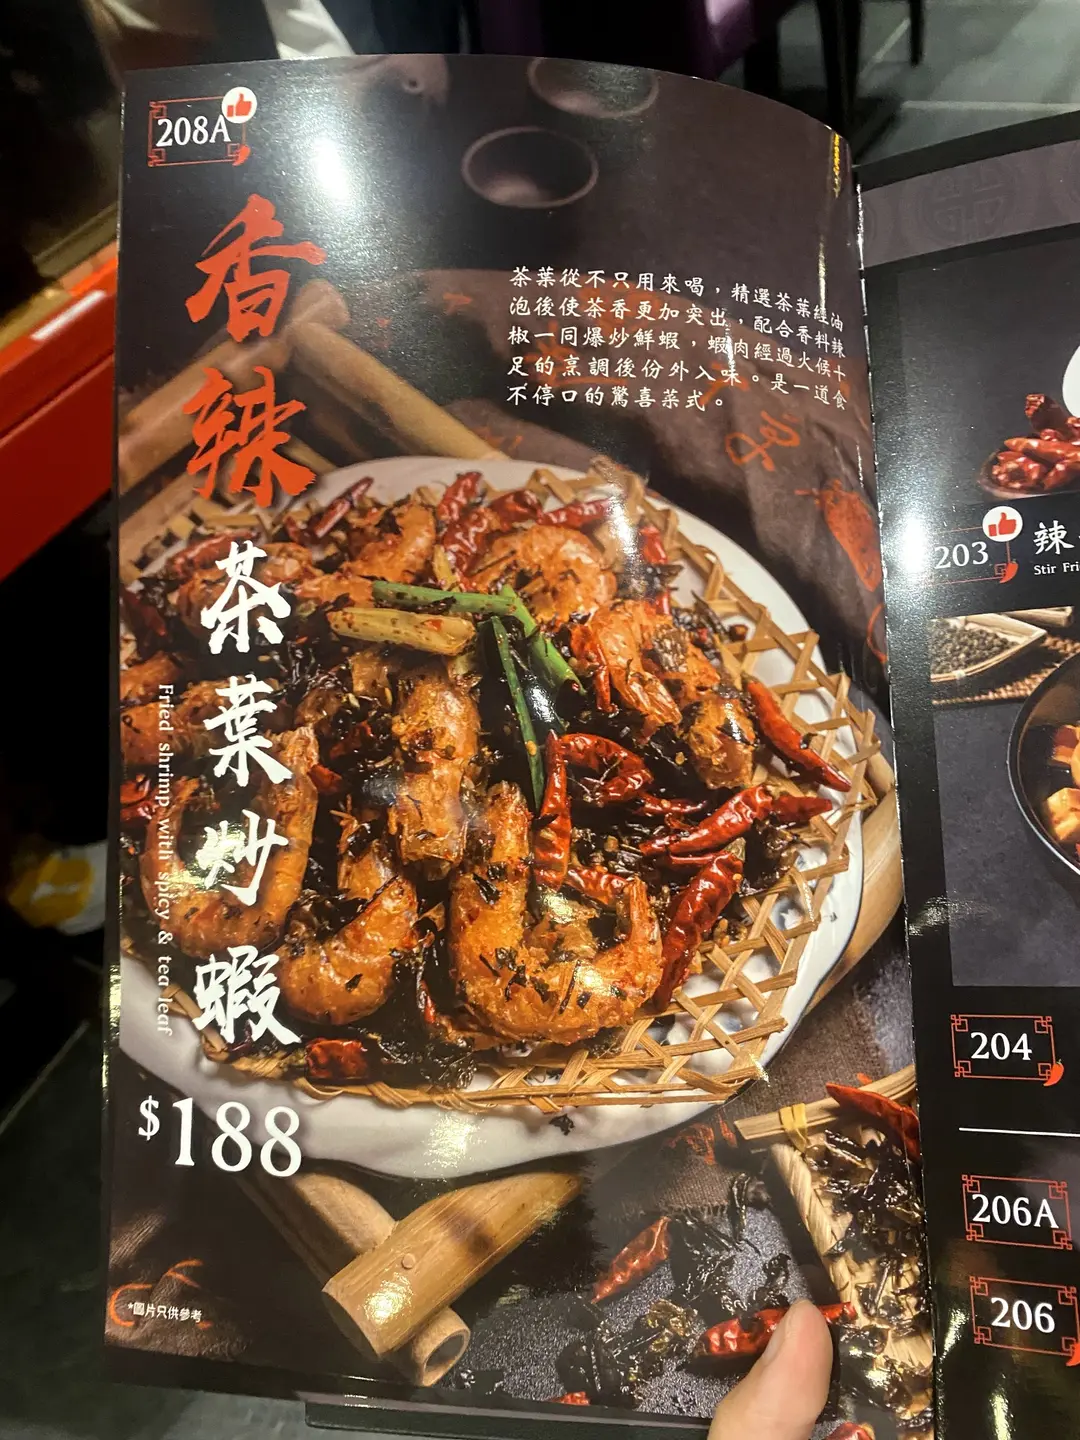 208A
香辣
茶葉炒蝦
Fried shrimp with spicy & tea leaf
茶葉從不只用來喝，精選茶葉經油
泡後使茶香更加突出，配合香料辣
椒一同爆炒鮮蝦，蝦肉經過火候十
足的烹調後份外入味。是一道食
不停口的驚喜菜式。
$188
*圖片只供參考
203
辣
Stir Fri
204
206A
206